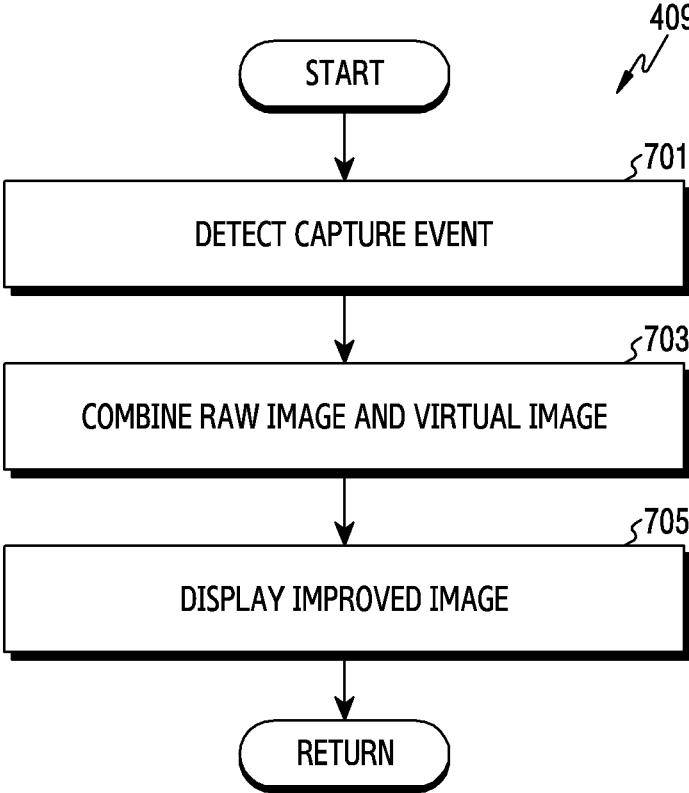 409
START
701
DETECT CAPTURE EVENT
703
COMBINE RAW IMAGE AND VIRTUAL IMAGE
705
DISPLAY IMPROVED IMAGE
RETURN